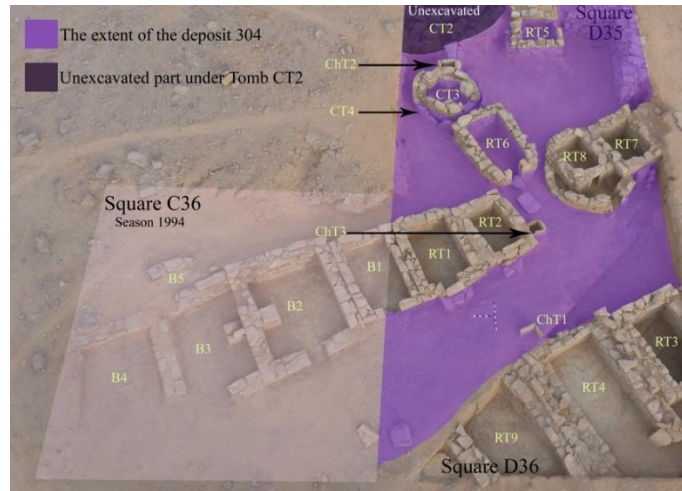 The extent of the deposit 304
Unexcavated part under Tomb CT2
Unexcavated
CT2
RT5
Square
D35
ChT2
CT3
CT4
RT6
RT8
RT7
Square C36
Season 1994
ChT3
RT2
RT1
B1
B5
B2
B3
B4
ChT1
RT3
RT4
RT9
Square D36